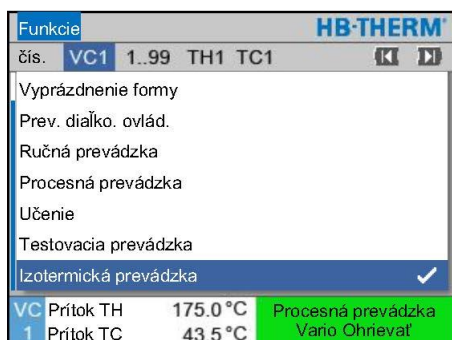 Funkcie HB-THERM
čís. VC1 1..99 TH1 TC1
Vyprázdnenie formy
Prev. diaľko. ovlád.
Ručná prevádzka
Procesná prevádzka
Učenie
Testovacia prevádzka
Izotermická prevádzka
VC Prítok TH 175.0 °C Procesná prevádzka
1 Prítok TC 43.5 °C Vario Ohrievať